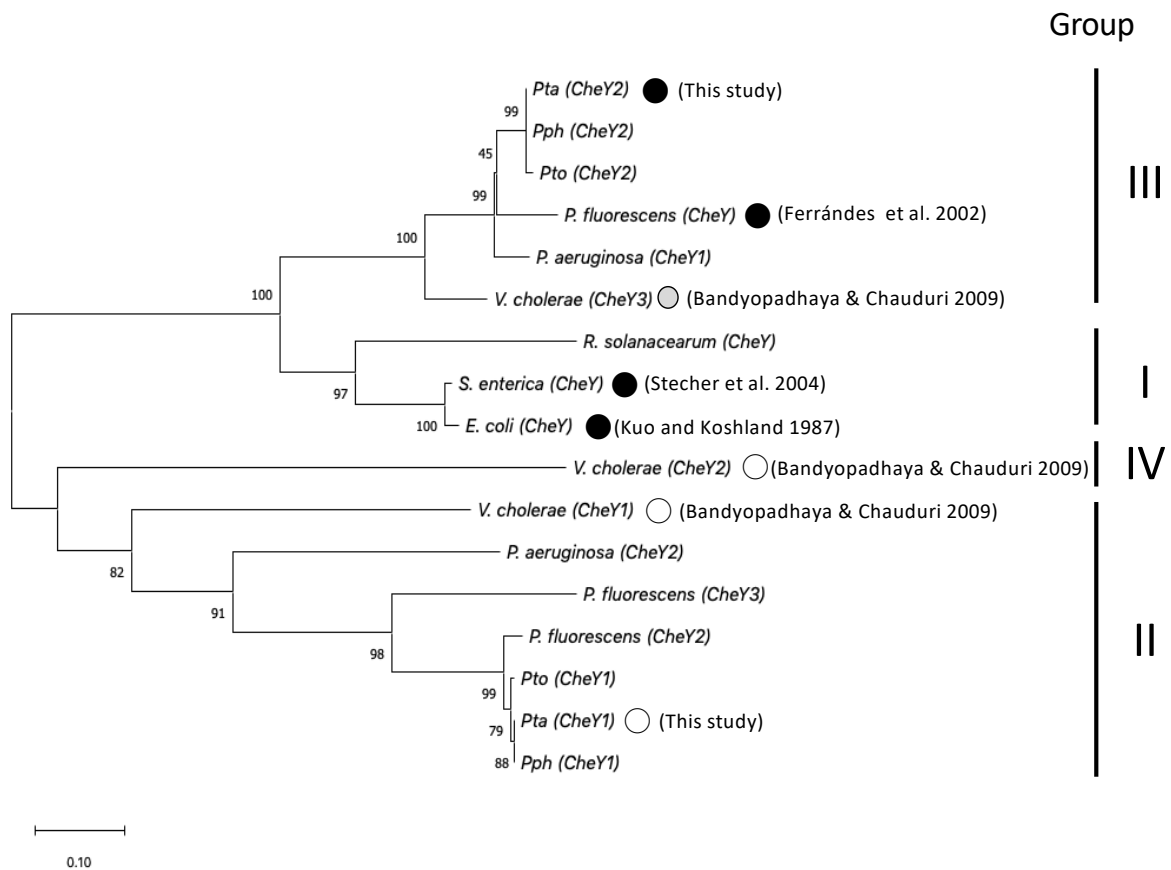 Group
Pta (CheY2) (This study)
99
Pph (CheY2)
45
Pto (CheY2)
99
P. fluorescens (CheY) (Ferrándes et al. 2002)
100
P. aeruginosa (CheY1)
100
V. cholerae (CheY3) (Bandyopadhaya & Chauduri 2009)
III
R. solanacearum (CheY)
97
S. enterica (CheY) (Stecher et al. 2004)
100
E. coli (CheY) (Kuo and Koshland 1987)
I
V. cholerae (CheY2) (Bandyopadhaya & Chauduri 2009)
IV
V. cholerae (CheY1) (Bandyopadhaya & Chauduri 2009)
82
P. aeruginosa (CheY2)
91
P. fluorescens (CheY3)
98
P. fluorescens (CheY2)
II
Pto (CheY1)
99
Pta (CheY1) (This study)
79
88
Pph (CheY1)
0.10